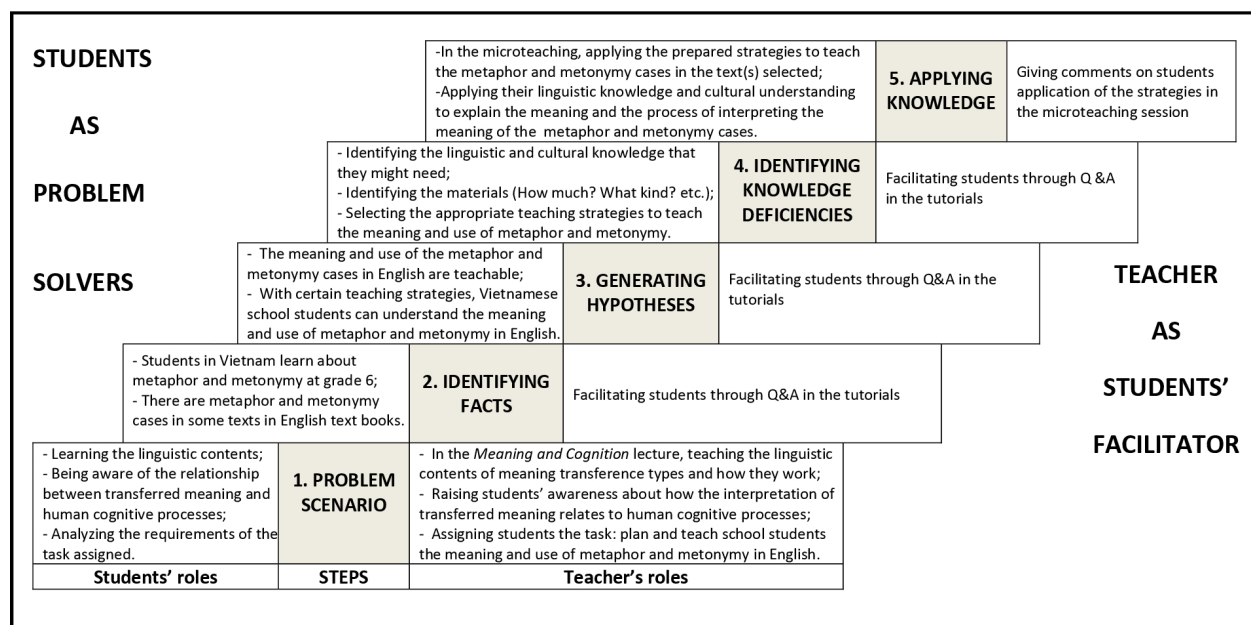 STUDENTS
AS
PROBLEM
SOLVERS
-In the microteaching, applying the prepared strategies to teach
the metaphor and metonymy cases in the text(s) selected;
-Applying their linguistic knowledge and cultural understanding
to explain the meaning and the process of interpreting the
meaning of the metaphor and metonymy cases.
5. APPLYING
KNOWLEDGE
Giving comments on students
application of the strategies in
the microteaching session
- Identifying the linguistic and cultural knowledge that
they might need;
- Identifying the materials (How much? What kind? etc.);
- Selecting the appropriate teaching strategies to teach
the meaning and use of metaphor and metonymy.
4. IDENTIFYING
KNOWLEDGE
DEFICIENCIES
Facilitating students through Q &A
in the tutorials
- The meaning and use of the metaphor and
metonymy cases in English are teachable;
- With certain teaching strategies, Vietnamese
school students can understand the meaning
and use of metaphor and metonymy in English.
3. GENERATING
HYPOTHESES
Facilitating students through Q&A in the
tutorials
TEACHER
AS
STUDENTS’
FACILITATOR
- Students in Vietnam learn about
metaphor and metonymy at grade 6;
- There are metaphor and metonymy
cases in some texts in English text books.
2. IDENTIFYING
FACTS
Facilitating students through Q&A in the tutorials
- Learning the linguistic contents;
- Being aware of the relationship
between transferred meaning and
human cognitive processes;
- Analyzing the requirements of the
task assigned.
1. PROBLEM
SCENARIO
- In the Meaning and Cognition lecture, teaching the linguistic
contents of meaning transference types and how they work;
- Raising students’ awareness about how the interpretation of
transferred meaning relates to human cognitive processes;
- Assigning students the task: plan and teach school students
the meaning and use of metaphor and metonymy in English.
Students’ roles
STEPS
Teacher’s roles